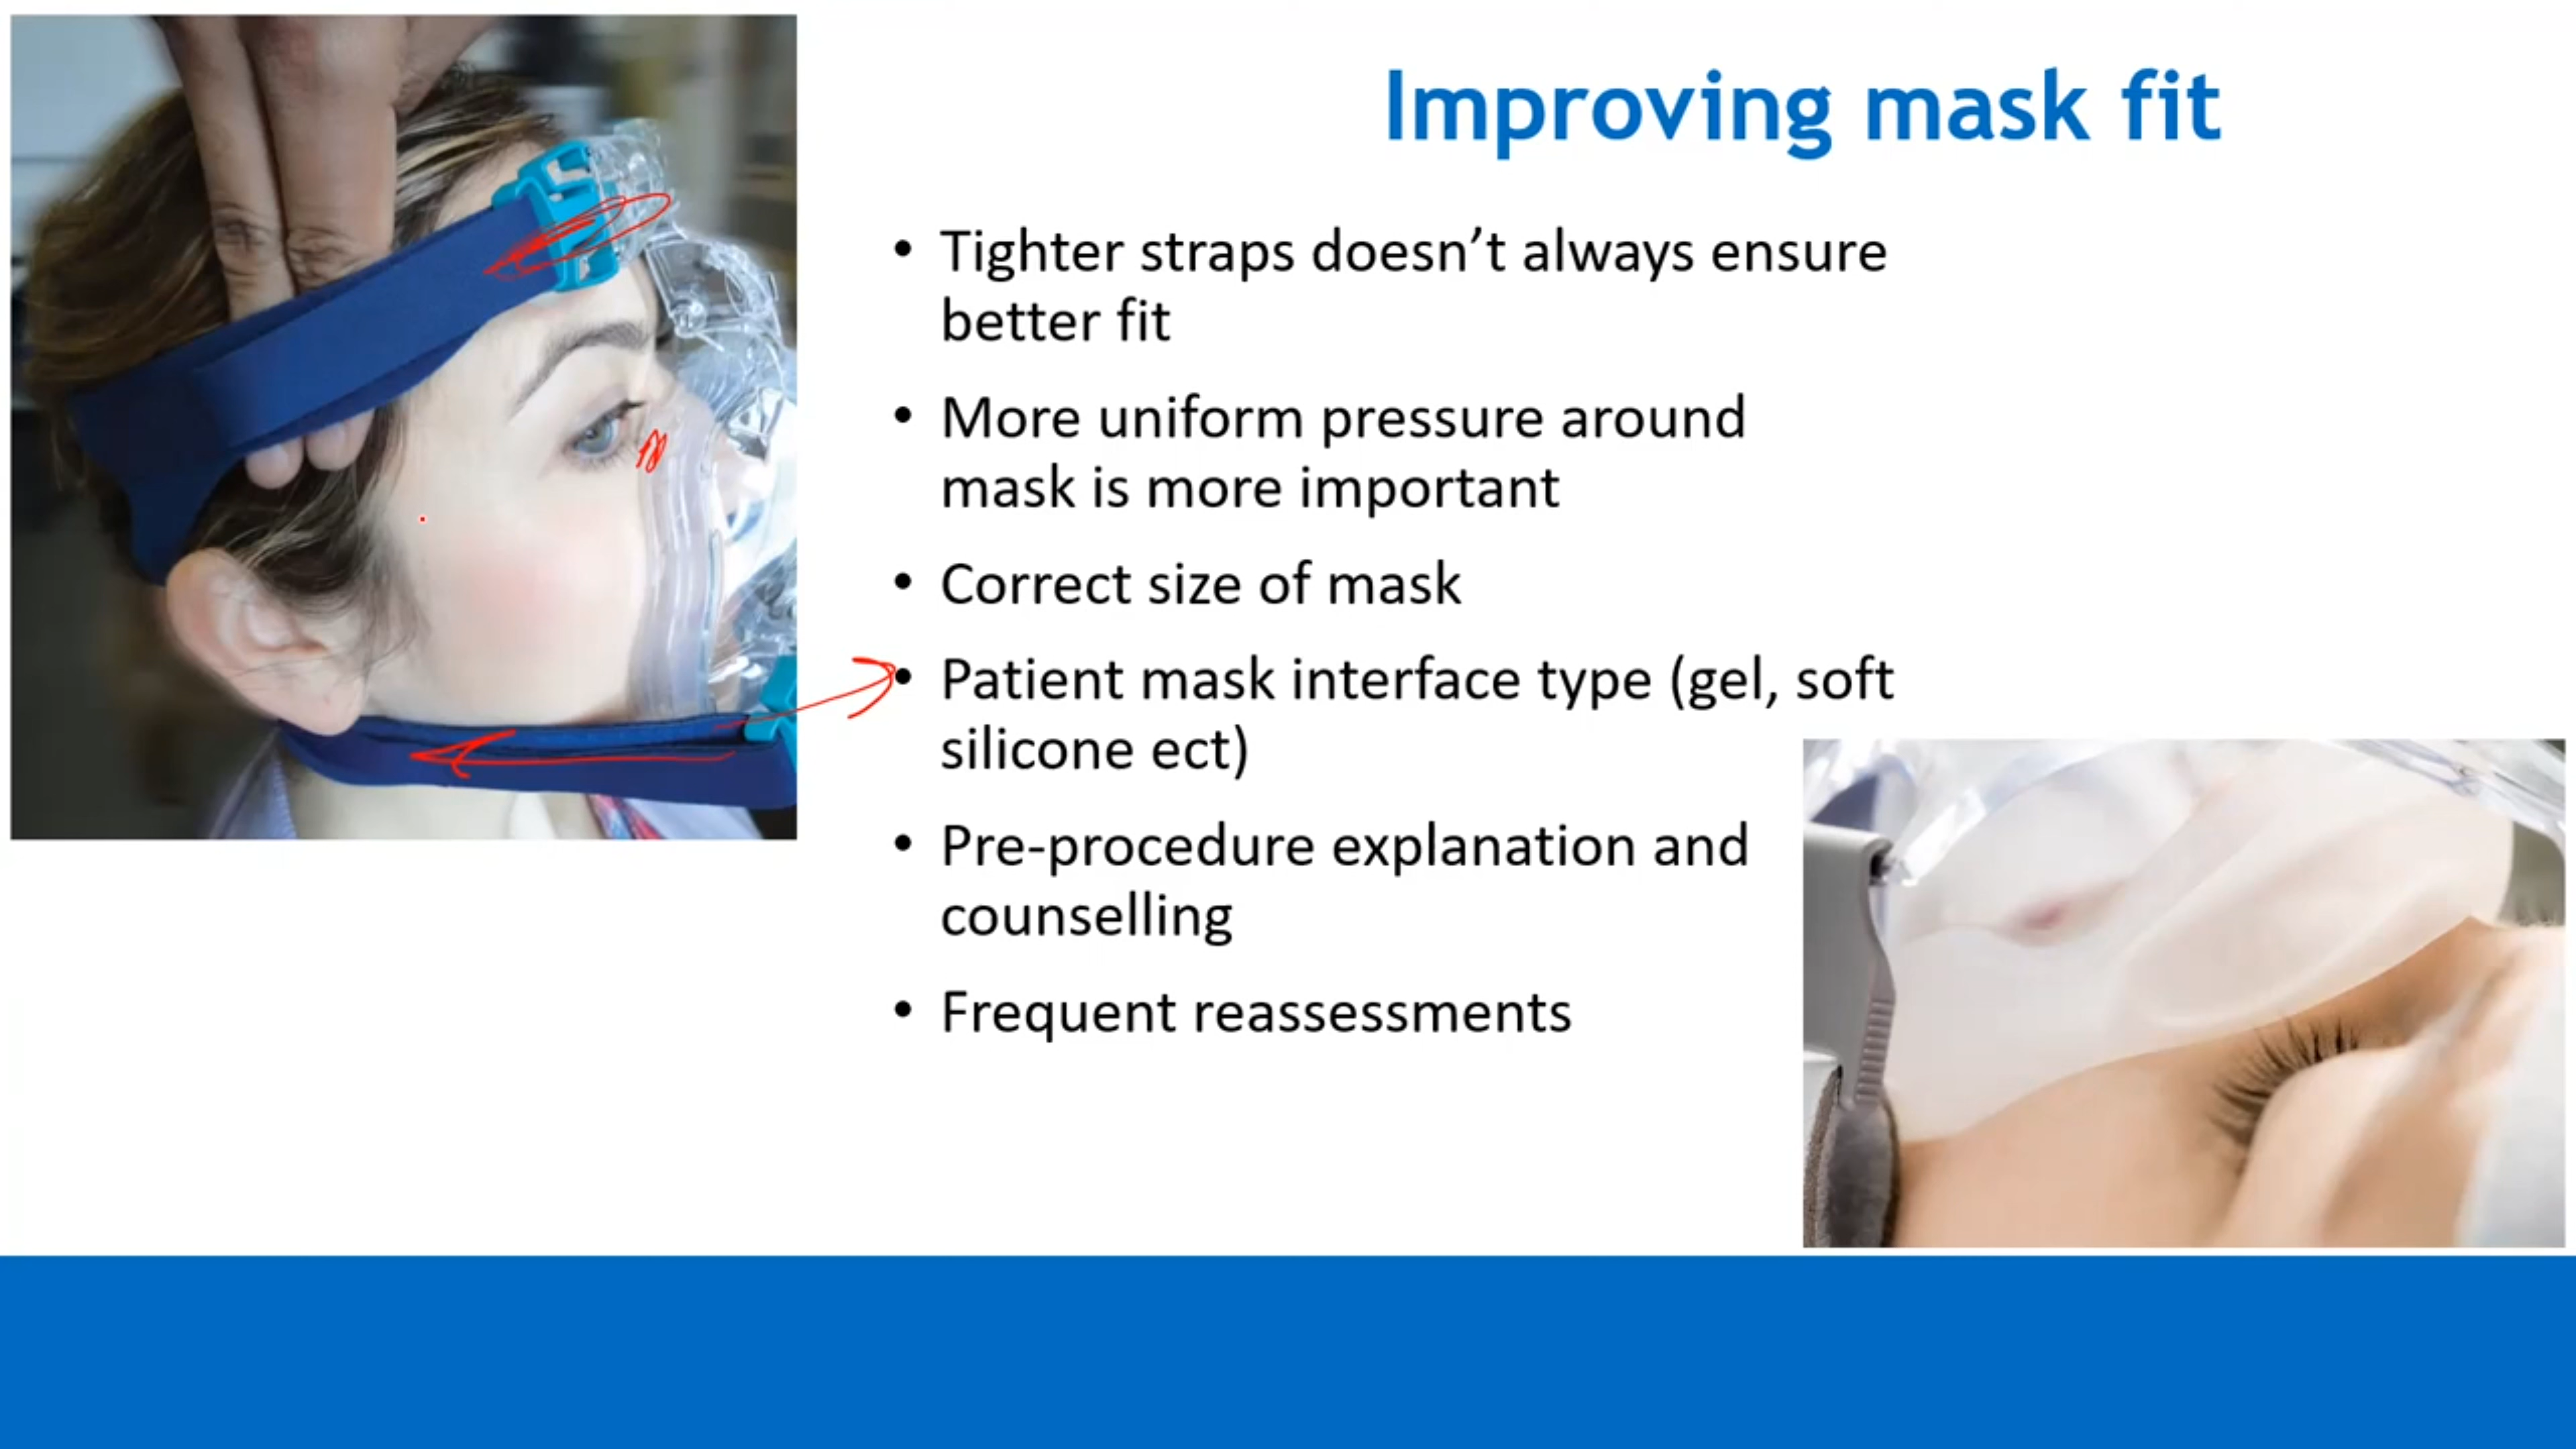 Improving mask fit
• Tighter straps doesn’t always ensure
better fit
• More uniform pressure around
mask is more important
• Correct size of mask
• Patient mask interface type (gel, soft
silicone ect)
• Pre-procedure explanation and
counselling
• Frequent reassessments